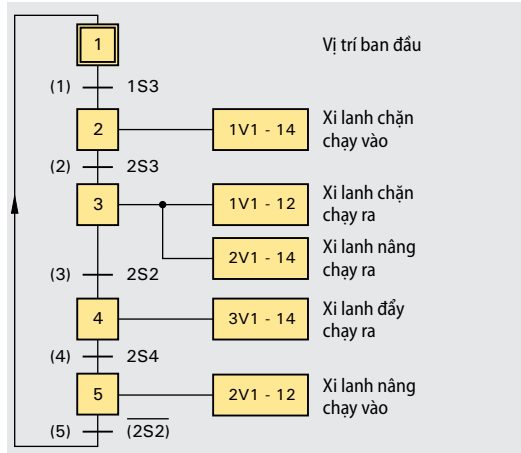 1 Vị trí ban đầu
(1) 1S3
2 1V1 - 14 Xi lanh chặn
chạy vào
(2) 2S3
3 1V1 - 12 Xi lanh chặn
chạy ra
2V1 - 14 Xi lanh nâng
chạy ra
(3) 2S2
4 3V1 - 14 Xi lanh đẩy
chạy ra
(4) 2S4
5 2V1 - 12 Xi lanh nâng
chạy vào
(5) (2S2)